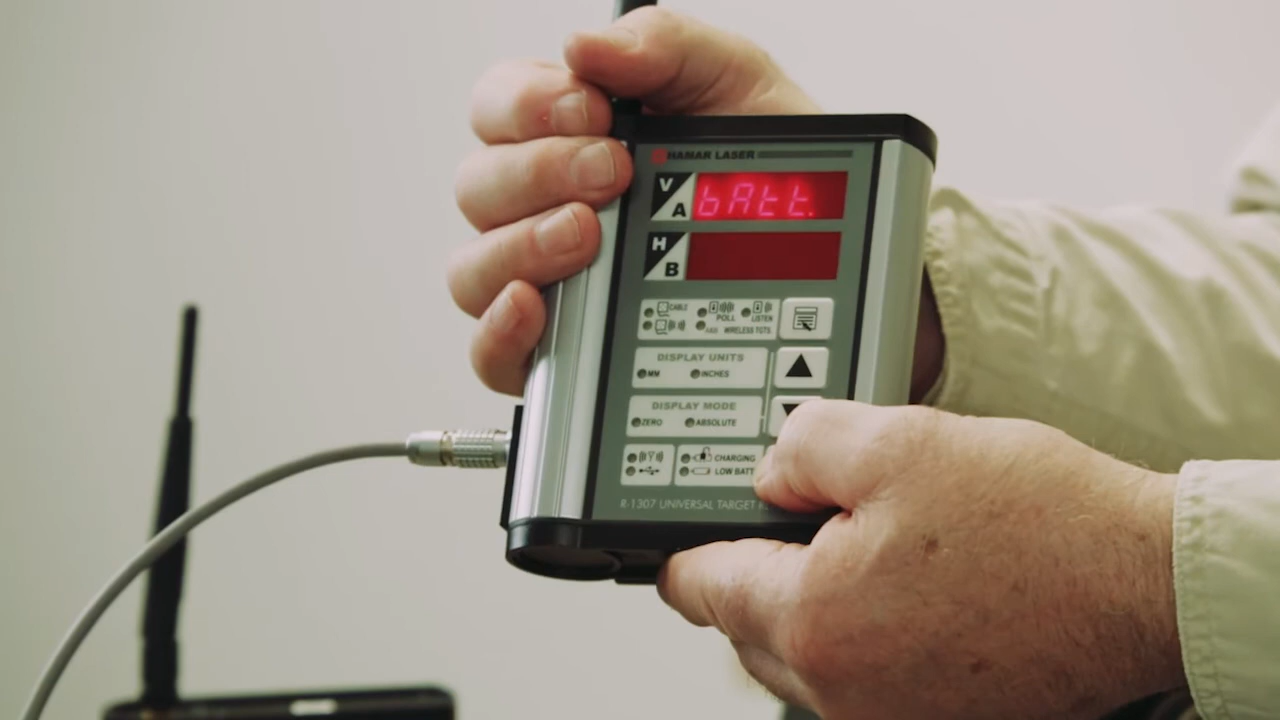 HAMAR LASER
V
A
bAtt.
H
B
CABLE
POLL
LISTEN
WIRELESS TGTS
DISPLAY UNITS
MM
INCHES
DISPLAY MODE
ZERO
ABSOLUTE
CHARGING
LOW BATT
R-1307 UNIVERSAL TARGET